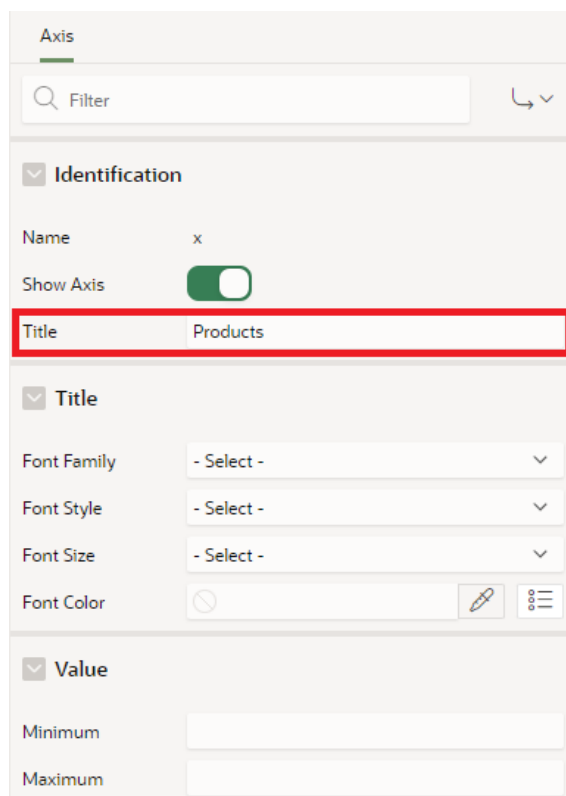 Axis
Filter
Identification
Name x
Show Axis
Title Products
Title
Font Family - Select -
Font Style - Select -
Font Size - Select -
Font Color
Value
Minimum
Maximum